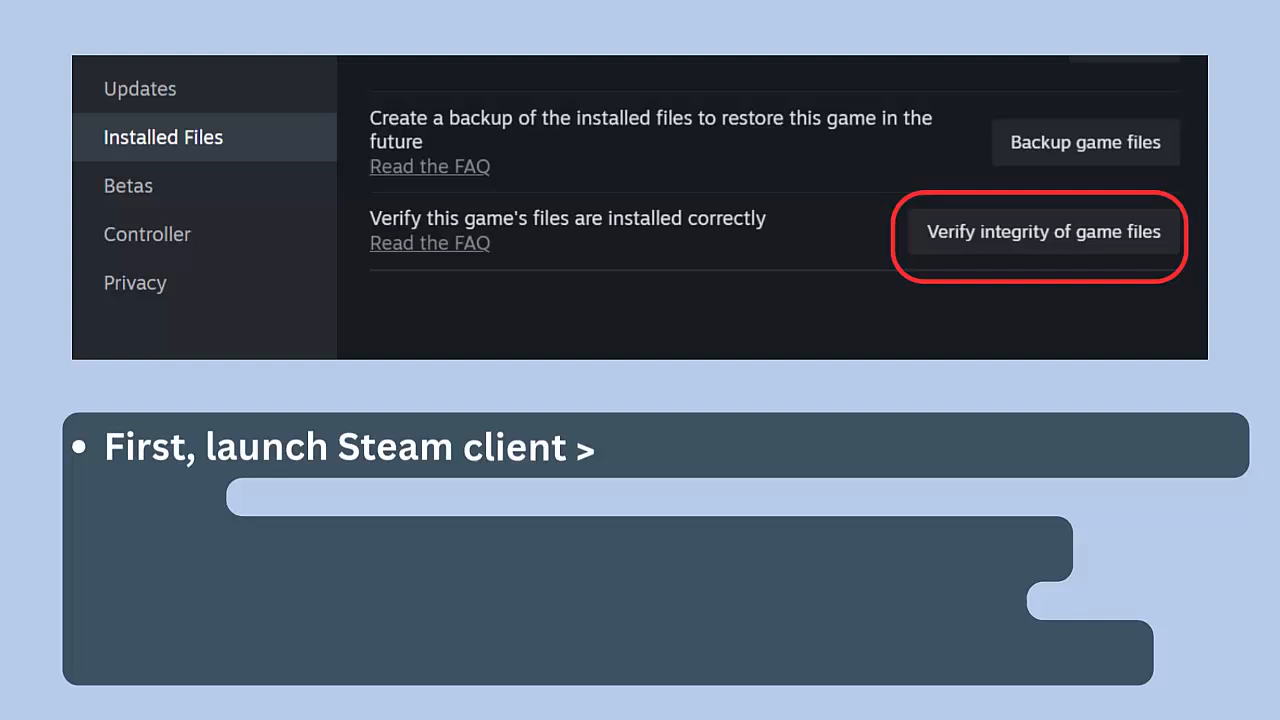 Updates
Installed Files
Betas
Controller
Privacy
Create a backup of the installed files to restore this game in the
future
Read the FAQ
Backup game files
Verify this game's files are installed correctly
Read the FAQ
Verify integrity of game files
• First, launch Steam client >